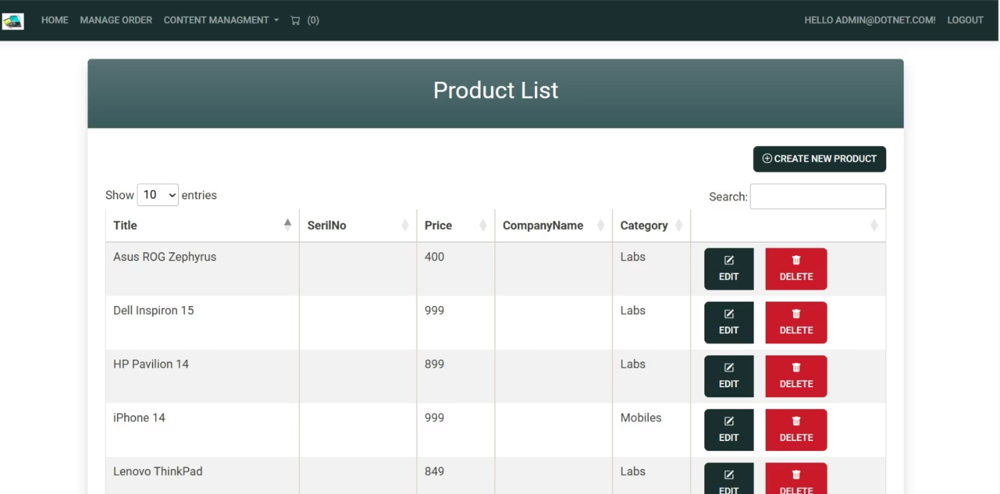 HOME MANAGE ORDER CONTENT MANAGMENT (0) HELLO ADMIN@DOTNET.COM! LOGOUT
Product List
CREATE NEW PRODUCT
Show 10 entries Search:
Title SerilNo Price CompanyName Category
Asus ROG Zephyrus 400 Labs EDIT DELETE
Dell Inspiron 15 999 Labs EDIT DELETE
HP Pavilion 14 899 Labs EDIT DELETE
iPhone 14 999 Mobiles EDIT DELETE
Lenovo ThinkPad 849 Labs EDIT DELETE